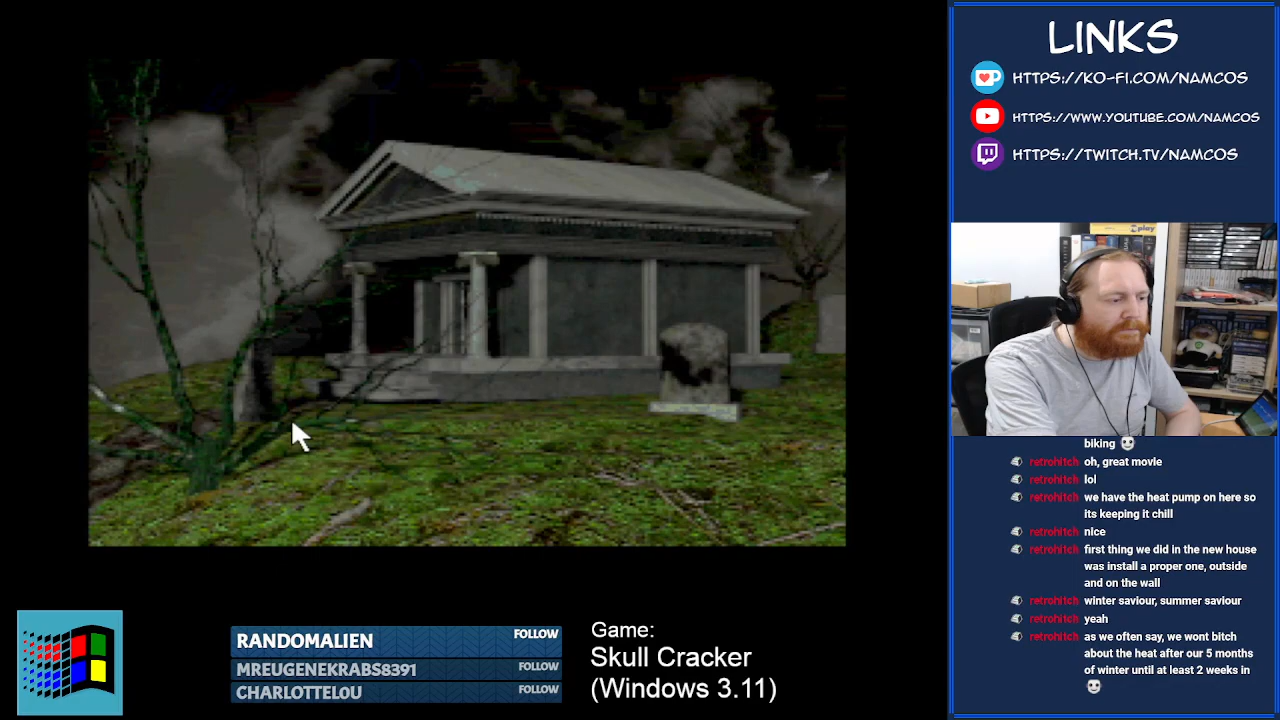 LINKS
HTTPS://KO-FI.COM/NAMCOS
HTTPS://WWW.YOUTUBE.COM/NAMCOS
HTTPS://TWITCH.TV/NAMCOS
play
biking
retrohitch oh, great movie
retrohitch lol
retrohitch we have the heat pump on here so
its keeping it chill
retrohitch nice
retrohitch first thing we did in the new house
was install a proper one, outside
and on the wall
retrohitch winter saviour, summer saviour
retrohitch yeah
retrohitch as we often say, we wont bitch
about the heat after our 5 months
of winter until at least 2 weeks in
RANDOMALIEN FOLLOW
MREUGENEKRABS8391 FOLLOW
CHARLOTTELOU FOLLOW
Game:
Skull Cracker
(Windows 3.11)